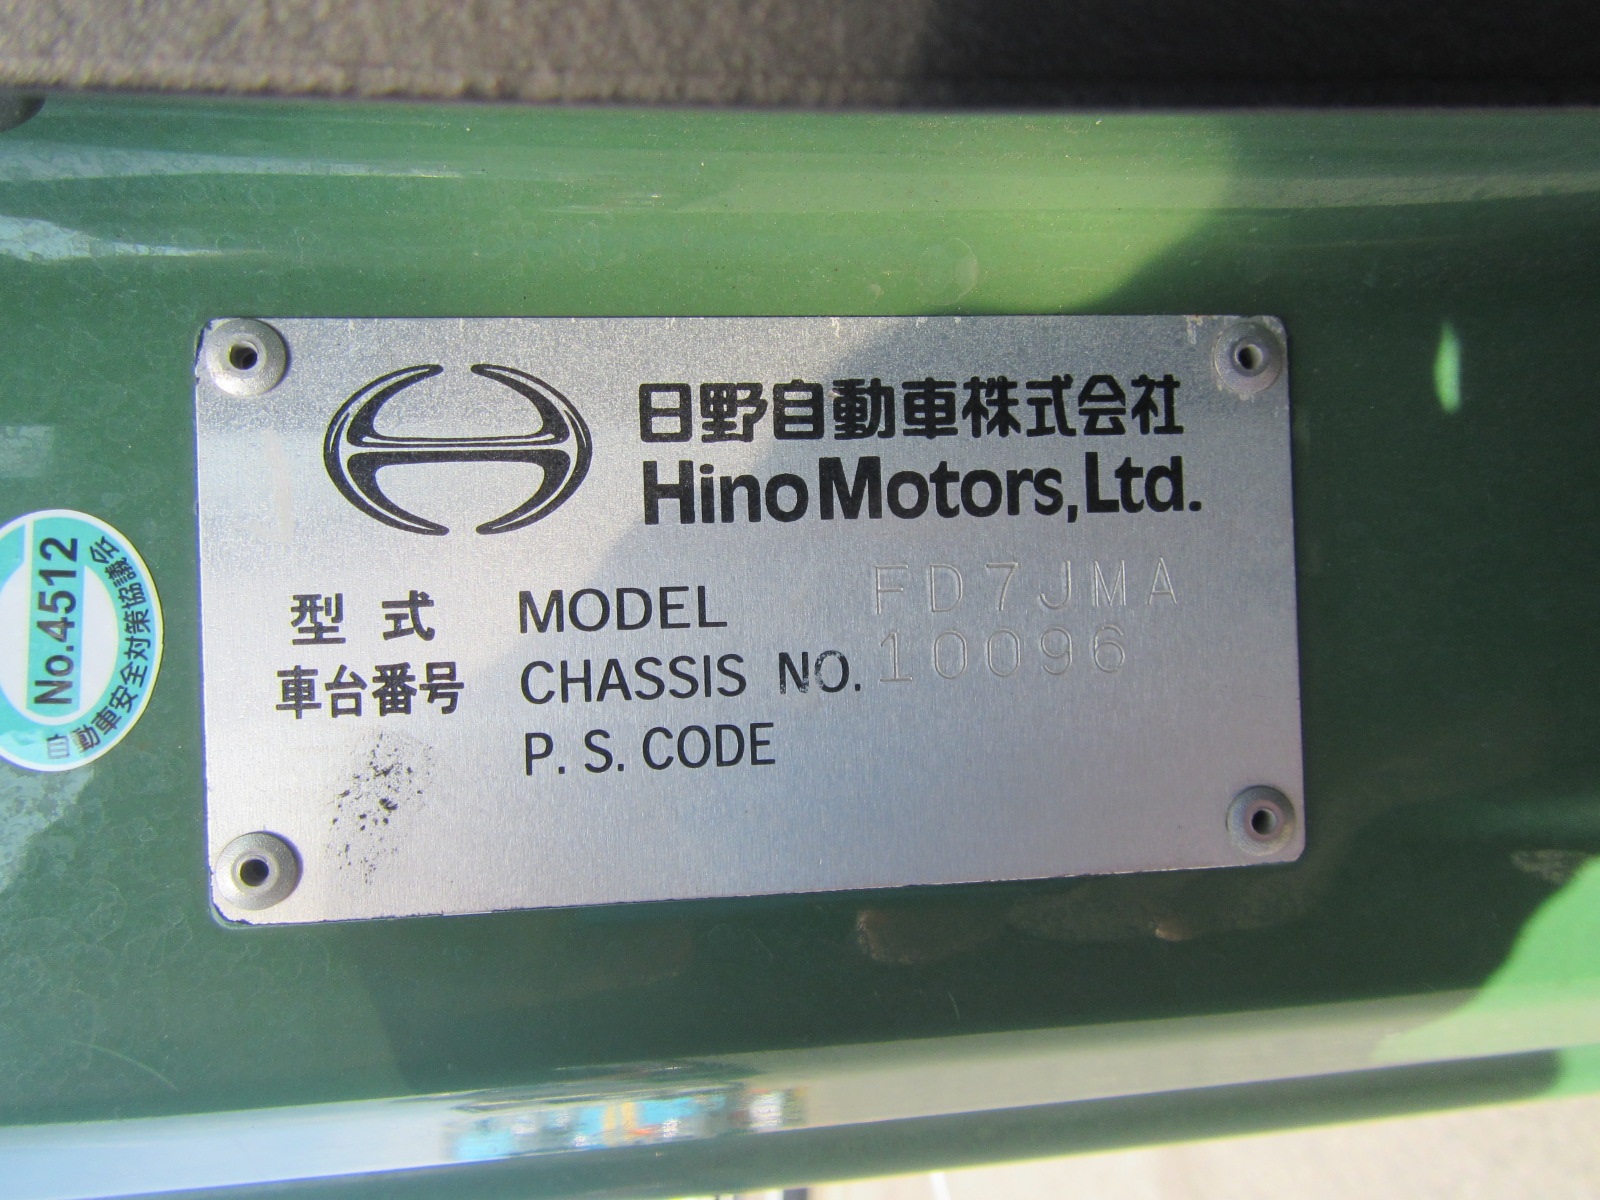 日野自動車株式会社
Hino Motors, Ltd.
型式 MODEL FD7JMA
車台番号 CHASSIS NO. 10096
P. S. CODE
No.4512
自動車安全対策協議会